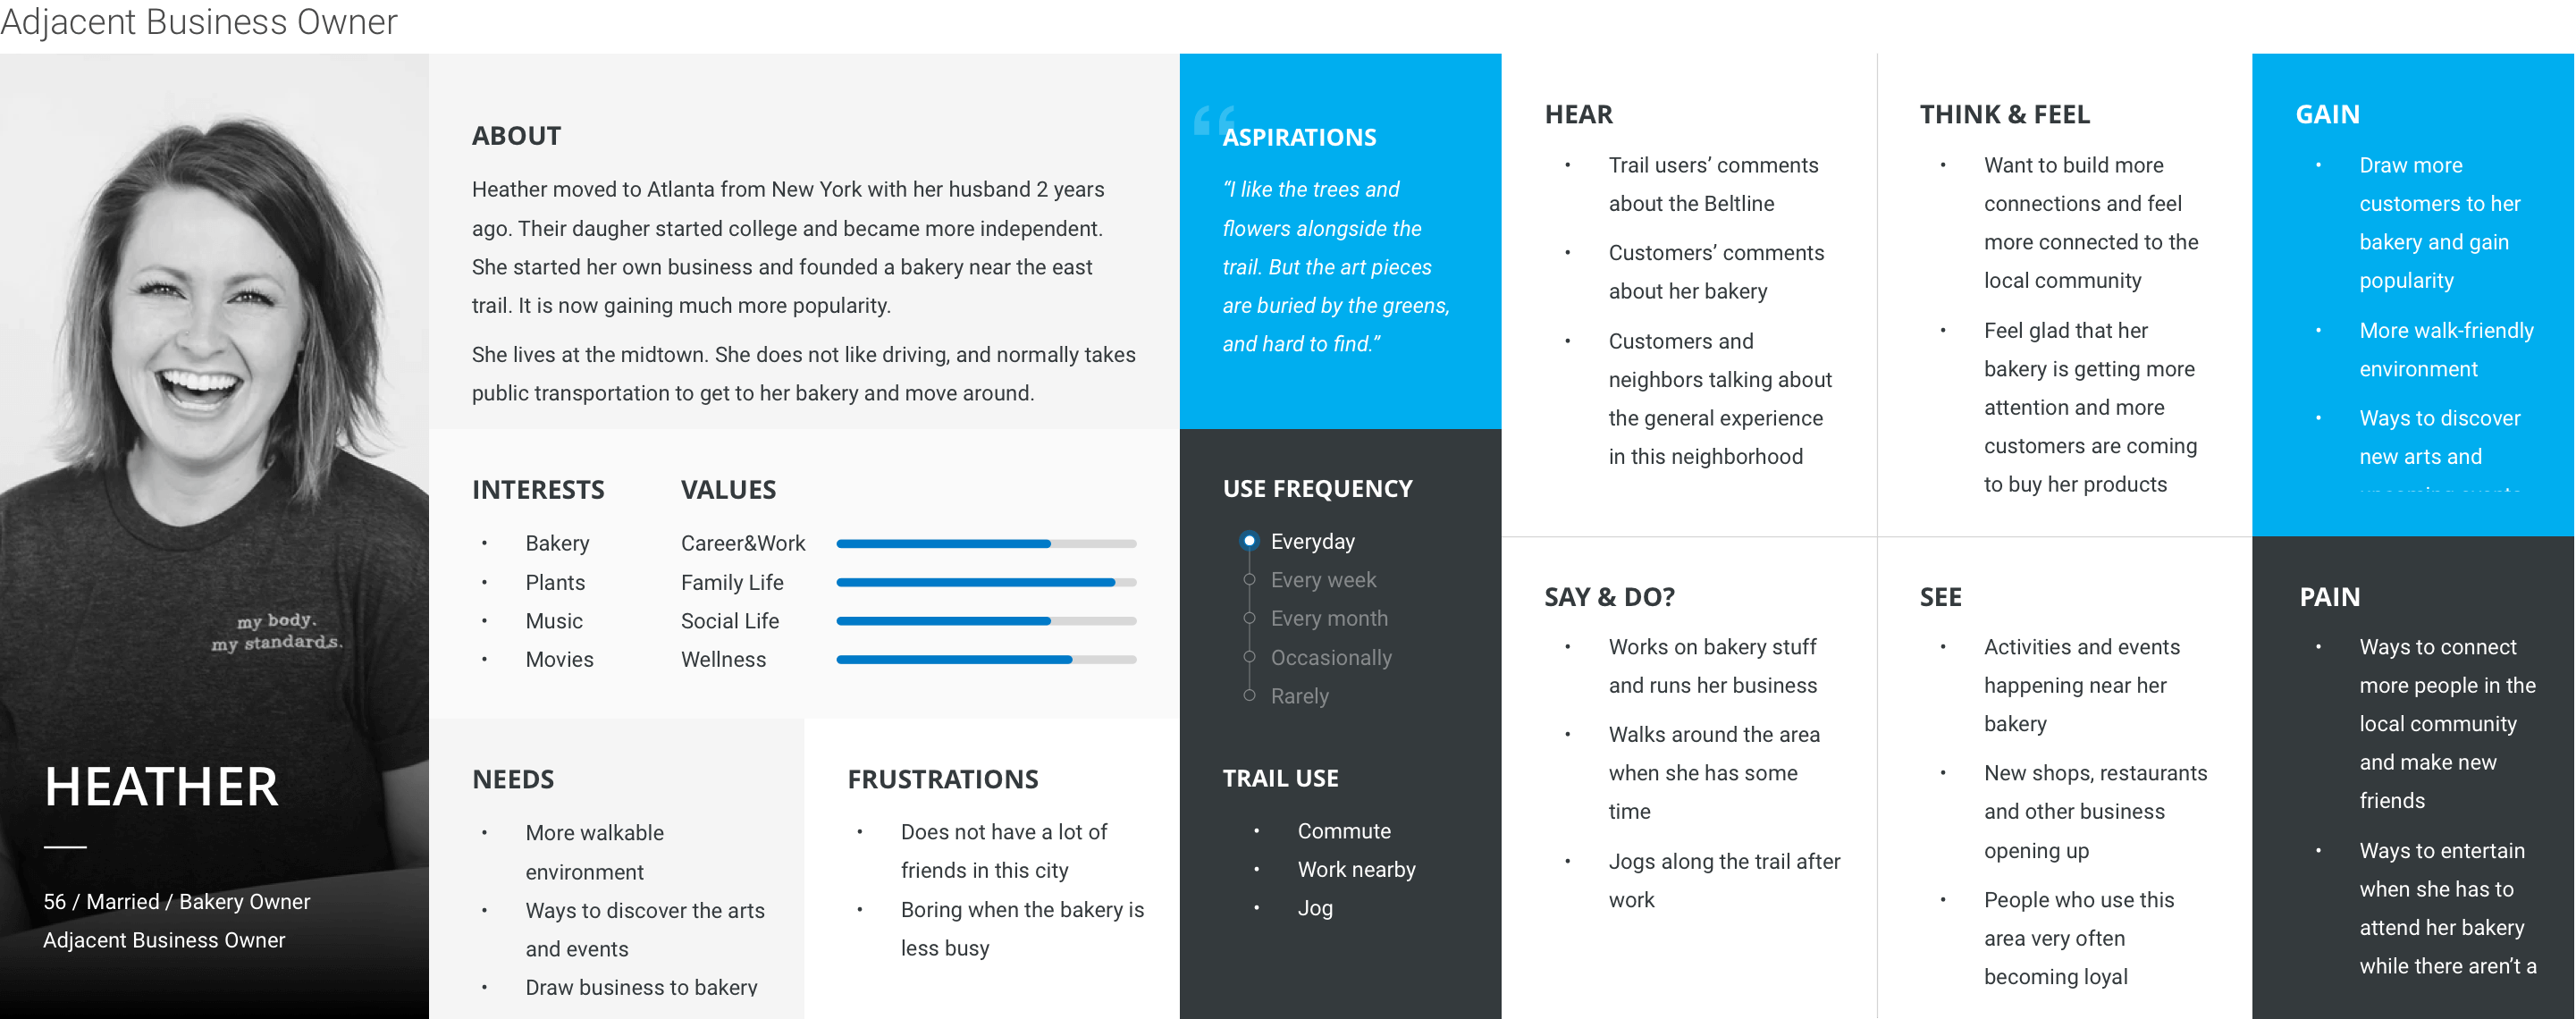 Adjacent Business Owner
my body.
my standards.
HEATHER
56 / Married / Bakery Owner
Adjacent Business Owner
ABOUT
Heather moved to Atlanta from New York with her husband 2 years
ago. Their daugher started college and became more independent.
She started her own business and founded a bakery near the east
trail. It is now gaining much more popularity.
She lives at the midtown. She does not like driving, and normally takes
public transportation to get to her bakery and move around.
INTERESTS
• Bakery
• Plants
• Music
• Movies
VALUES
Career&Work
Family Life
Social Life
Wellness
NEEDS
• More walkable
environment
• Ways to discover the arts
and events
• Draw business to bakery
FRUSTRATIONS
• Does not have a lot of
friends in this city
• Boring when the bakery is
less busy
“
ASPIRATIONS
“I like the trees and
flowers alongside the
trail. But the art pieces
are buried by the greens,
and hard to find.”
USE FREQUENCY
Everyday
Every week
Every month
Occasionally
Rarely
TRAIL USE
• Commute
• Work nearby
• Jog
HEAR
• Trail users’ comments
about the Beltline
• Customers’ comments
about her bakery
• Customers and
neighbors talking about
the general experience
in this neighborhood
THINK & FEEL
• Want to build more
connections and feel
more connected to the
local community
• Feel glad that her
bakery is getting more
attention and more
customers are coming
to buy her products
GAIN
• Draw more
customers to her
bakery and gain
popularity
• More walk-friendly
environment
• Ways to discover
new arts and
SAY & DO?
• Works on bakery stuff
and runs her business
• Walks around the area
when she has some
time
• Jogs along the trail after
work
SEE
• Activities and events
happening near her
bakery
• New shops, restaurants
and other business
opening up
• People who use this
area very often
becoming loyal
PAIN
• Ways to connect
more people in the
local community
and make new
friends
• Ways to entertain
when she has to
attend her bakery
while there aren’t a